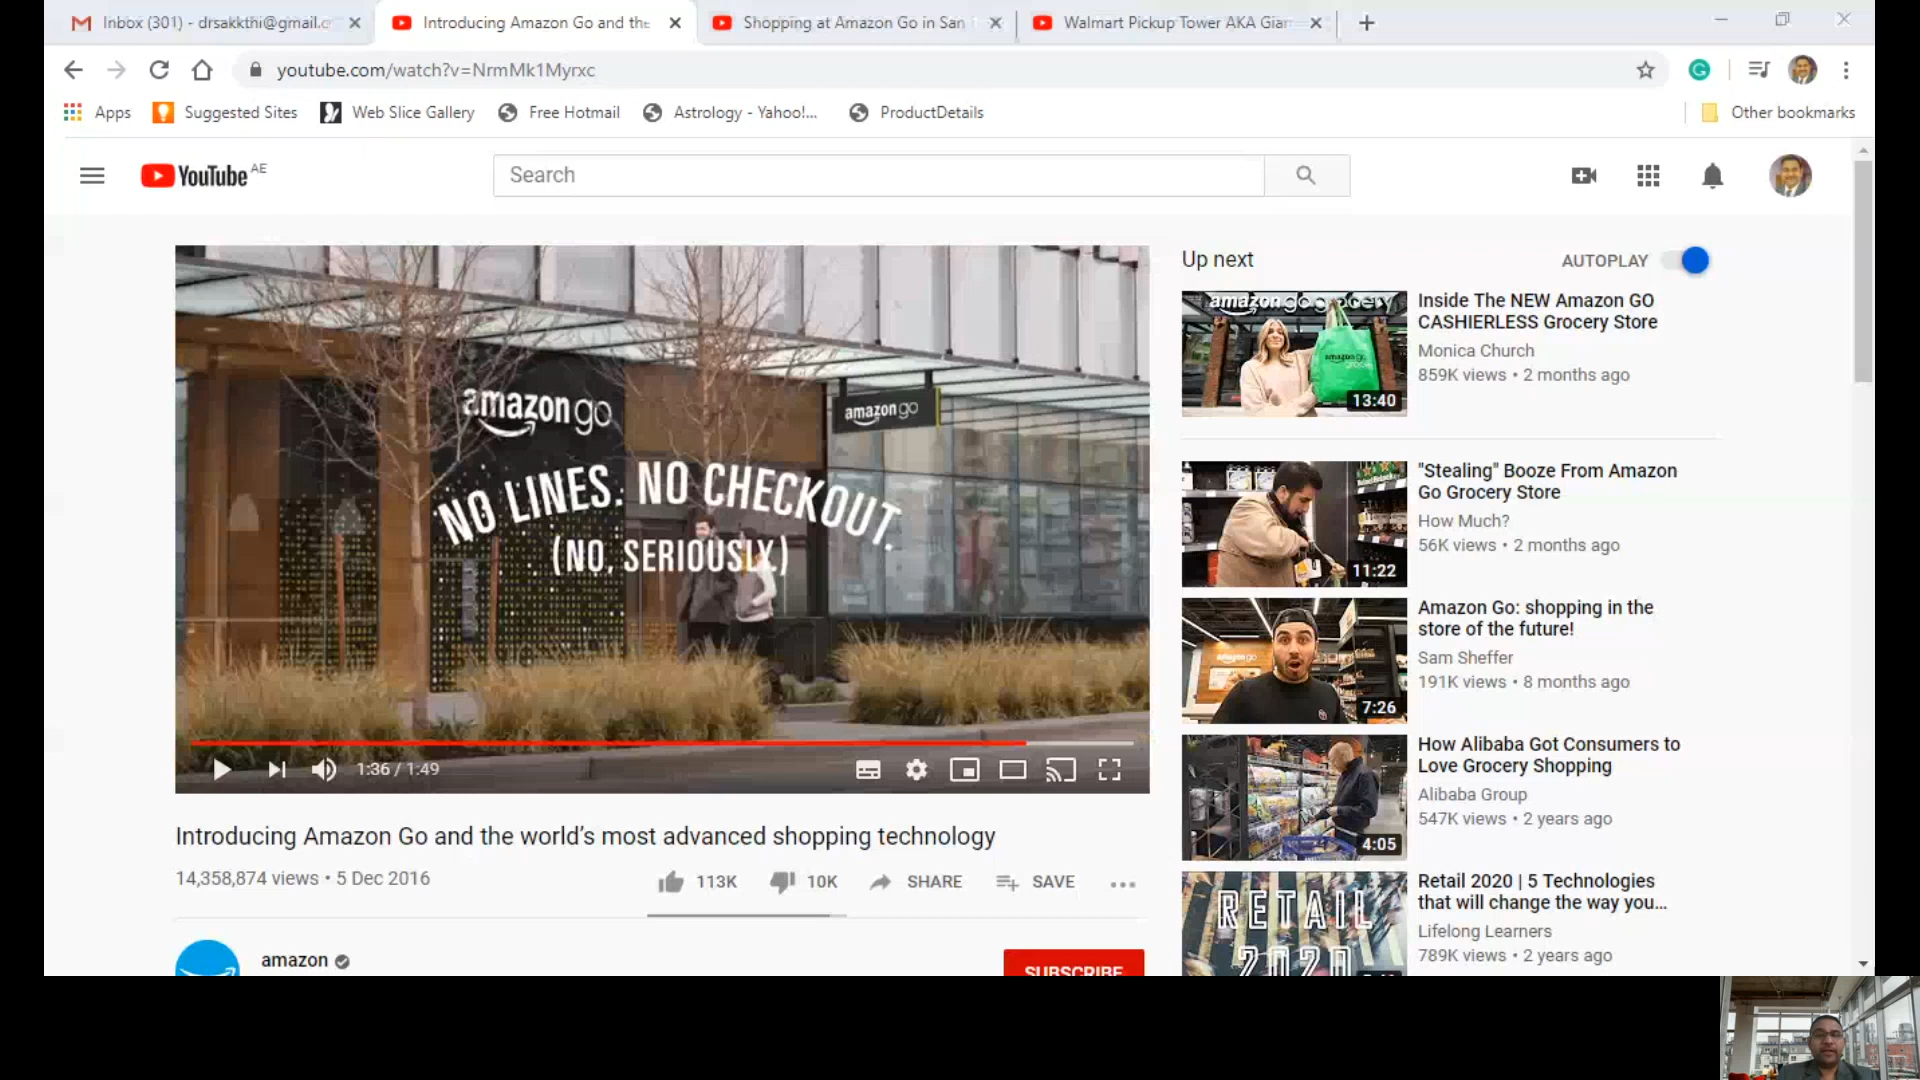 Inbox (301) - drsakkthi@gmail.c
Introducing Amazon Go and the
Shopping at Amazon Go in San
Walmart Pickup Tower AKA Gian
youtube.com/watch?v=NrmMk1Myrxc
Apps
Suggested Sites
Web Slice Gallery
Free Hotmail
Astrology - Yahoo!...
ProductDetails
Other bookmarks
YouTube AE
Search
amazon go
amazon go
NO LINES. NO CHECKOUT.
(NO, SERIOUSLY.)
1:36 / 1:49
Introducing Amazon Go and the world’s most advanced shopping technology
14,358,874 views • 5 Dec 2016
113K
10K
SHARE
SAVE
amazon
SUBSCRIBE
Up next
AUTOPLAY
amazon go grocery
amazon go
13:40
Inside The NEW Amazon GO
CASHIERLESS Grocery Store
Monica Church
859K views • 2 months ago
11:22
"Stealing" Booze From Amazon
Go Grocery Store
How Much?
56K views • 2 months ago
7:26
Amazon Go: shopping in the
store of the future!
Sam Sheffer
191K views • 8 months ago
4:05
How Alibaba Got Consumers to
Love Grocery Shopping
Alibaba Group
547K views • 2 years ago
RETAIL
2020
Retail 2020 | 5 Technologies
that will change the way you...
Lifelong Learners
789K views • 2 years ago